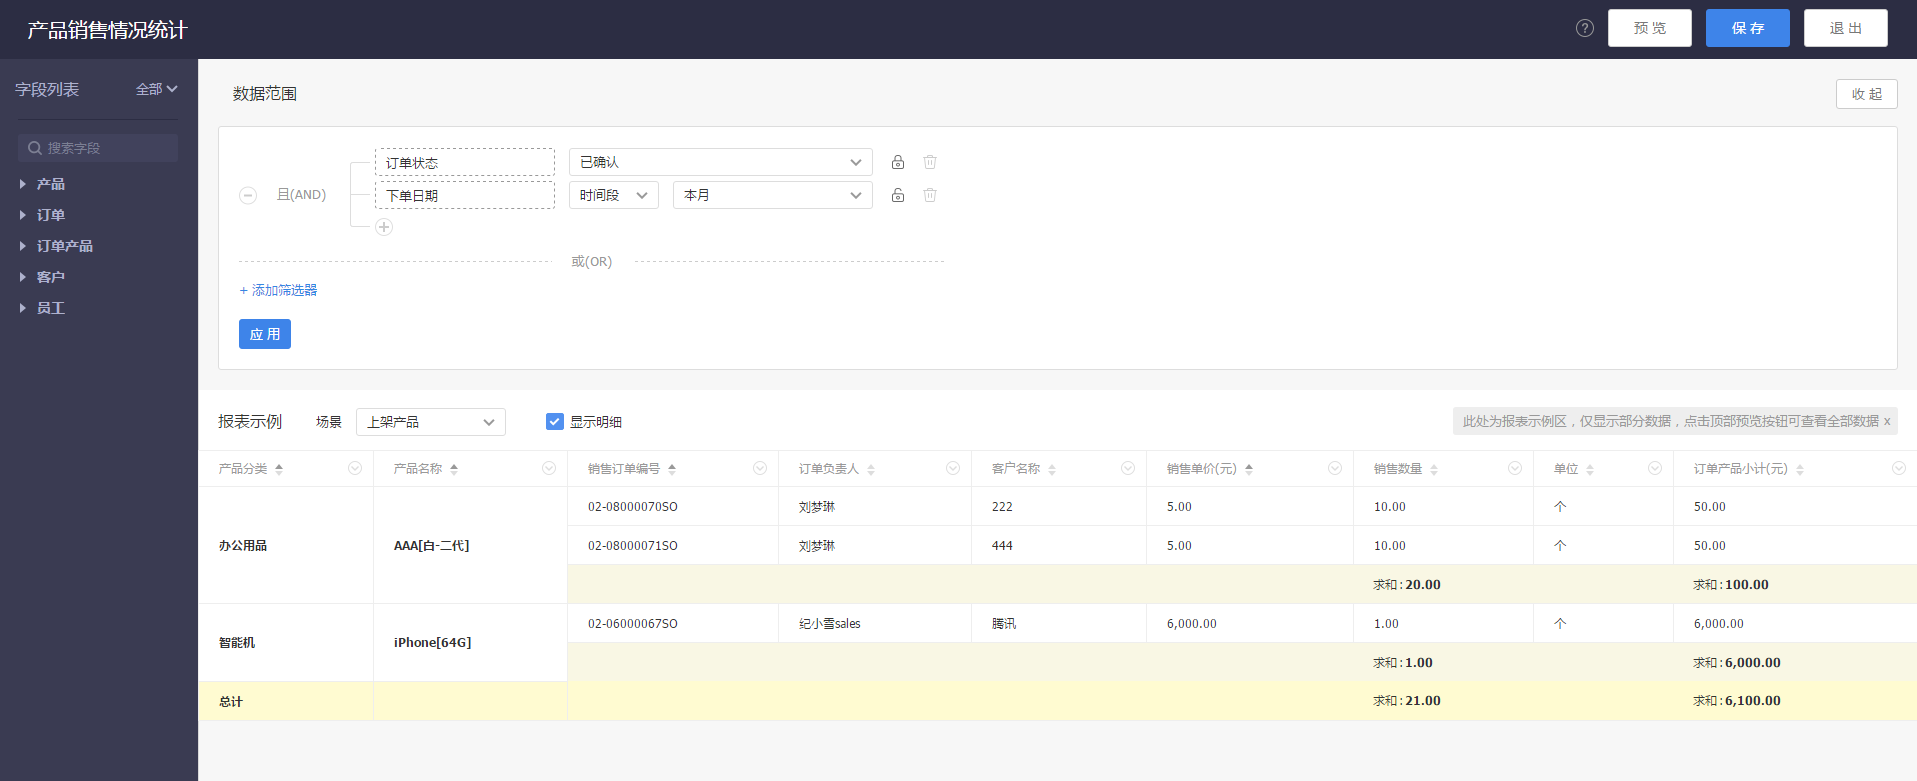 产品销售情况统计
? 预 览 保 存 退 出
字段列表 全部
搜索字段
产品
订单
订单产品
客户
员工
数据范围 收 起
且(AND)
订单状态 已确认
下单日期 时间段 本月
或(OR)
+ 添加筛选器
应 用
报表示例 场景 上架产品 显示明细 此处为报表示例区，仅显示部分数据，点击顶部预览按钮可查看全部数据 x
产品分类 产品名称 销售订单编号 订单负责人 客户名称 销售单价(元) 销售数量 单位 订单产品小计(元)
办公用品 AAA[白-二代] 02-08000070SO 刘梦琳 222 5.00 10.00 个 50.00
02-08000071SO 刘梦琳 444 5.00 10.00 个 50.00
求和:20.00 求和:100.00
智能机 iPhone[64G] 02-06000067SO 纪小雪sales 腾讯 6,000.00 1.00 个 6,000.00
求和:1.00 求和:6,000.00
总计 求和:21.00 求和:6,100.00